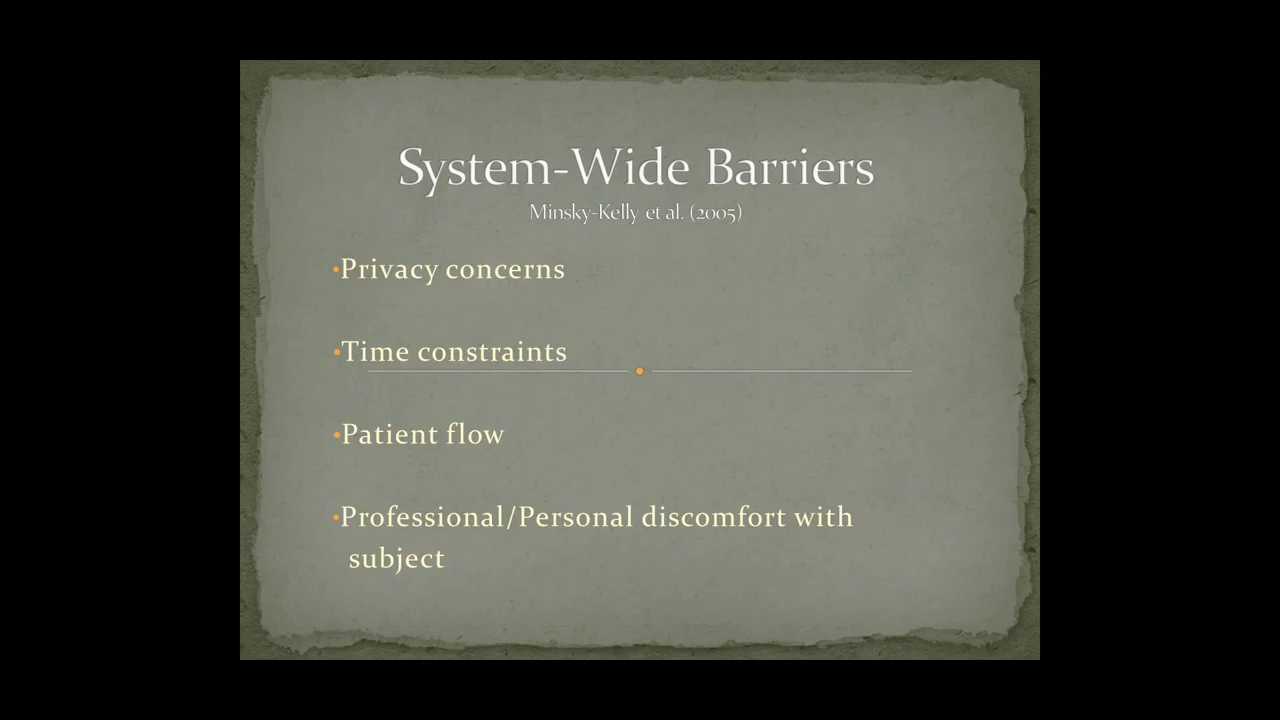 System-Wide Barriers
Minsky-Kelly et al. (2005)
•Privacy concerns
•Time constraints
•Patient flow
•Professional/Personal discomfort with
subject